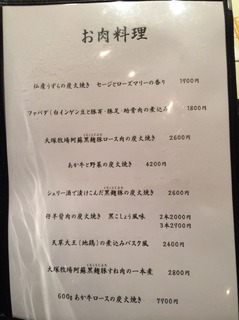 お肉料理
仏産うずらの炭火焼き セージとローズマリーの香り 1900円
ファバダ(白インゲン豆と豚耳・豚足・
骨肉の煮込み 1800円
大塚牧場阿蘇黒麹豚ロース肉の炭火焼き 2600円
あか牛と野菜の炭火焼き 4200円
シェリー酒で漬けこんだ黒麹豚の炭火焼き 2600円
仔羊骨肉の炭火焼き 黒こしょう風味 2本2000円
3本2900円
天草大王(地鶏)の煮込みバスク風 2400円
大塚牧場阿蘇黒麹豚すね肉の一本煮 2800円
600gあか牛ロースの炭火焼き 7900円